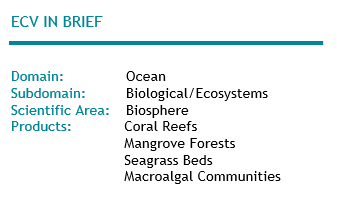 ECV IN BRIEF
Domain: Ocean
Subdomain: Biological/Ecosystems
Scientific Area: Biosphere
Products: Coral Reefs
Mangrove Forests
Seagrass Beds
Macroalgal Communities